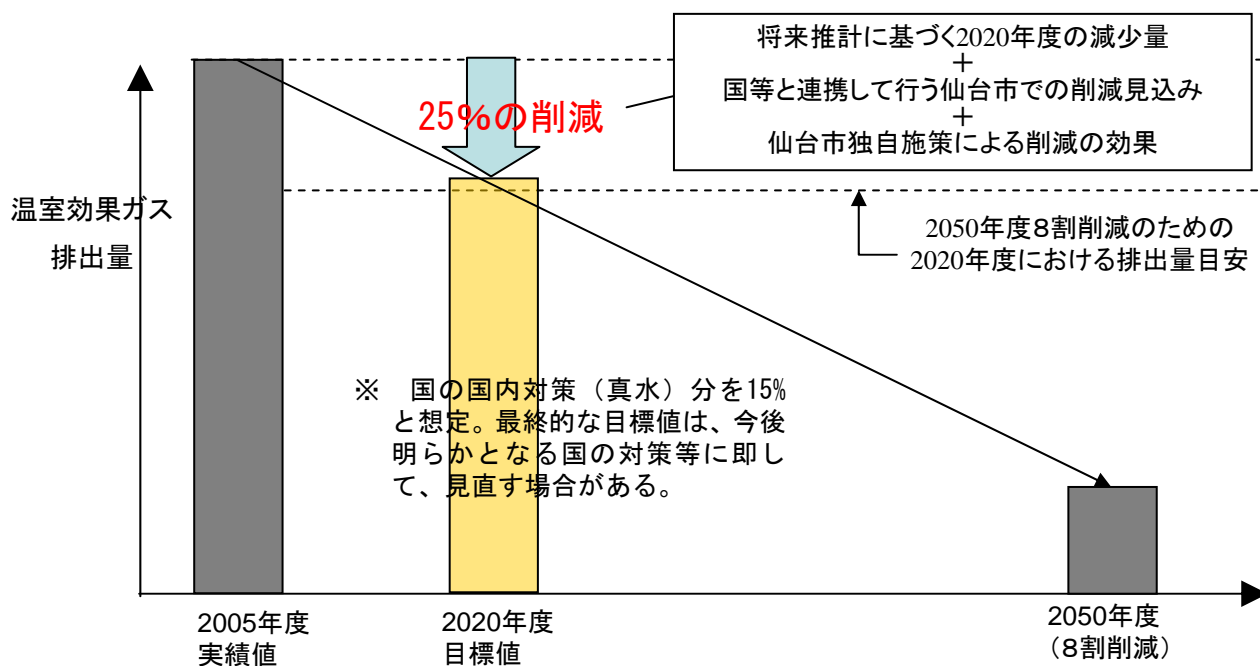 将来推計に基づく2020年度の減少量
+
国等と連携して行う仙台市での削減見込み
+
仙台市独自施策による削減の効果
25%の削減
温室効果ガス
排出量
2050年度8割削減のための
2020年度における排出量目安
※　国の国内対策（真水）分を15%
と想定。最終的な目標値は、今後
明らかとなる国の対策等に即し
て、見直す場合がある。
2005年度
実績値
2020年度
目標値
2050年度
（8割削減）